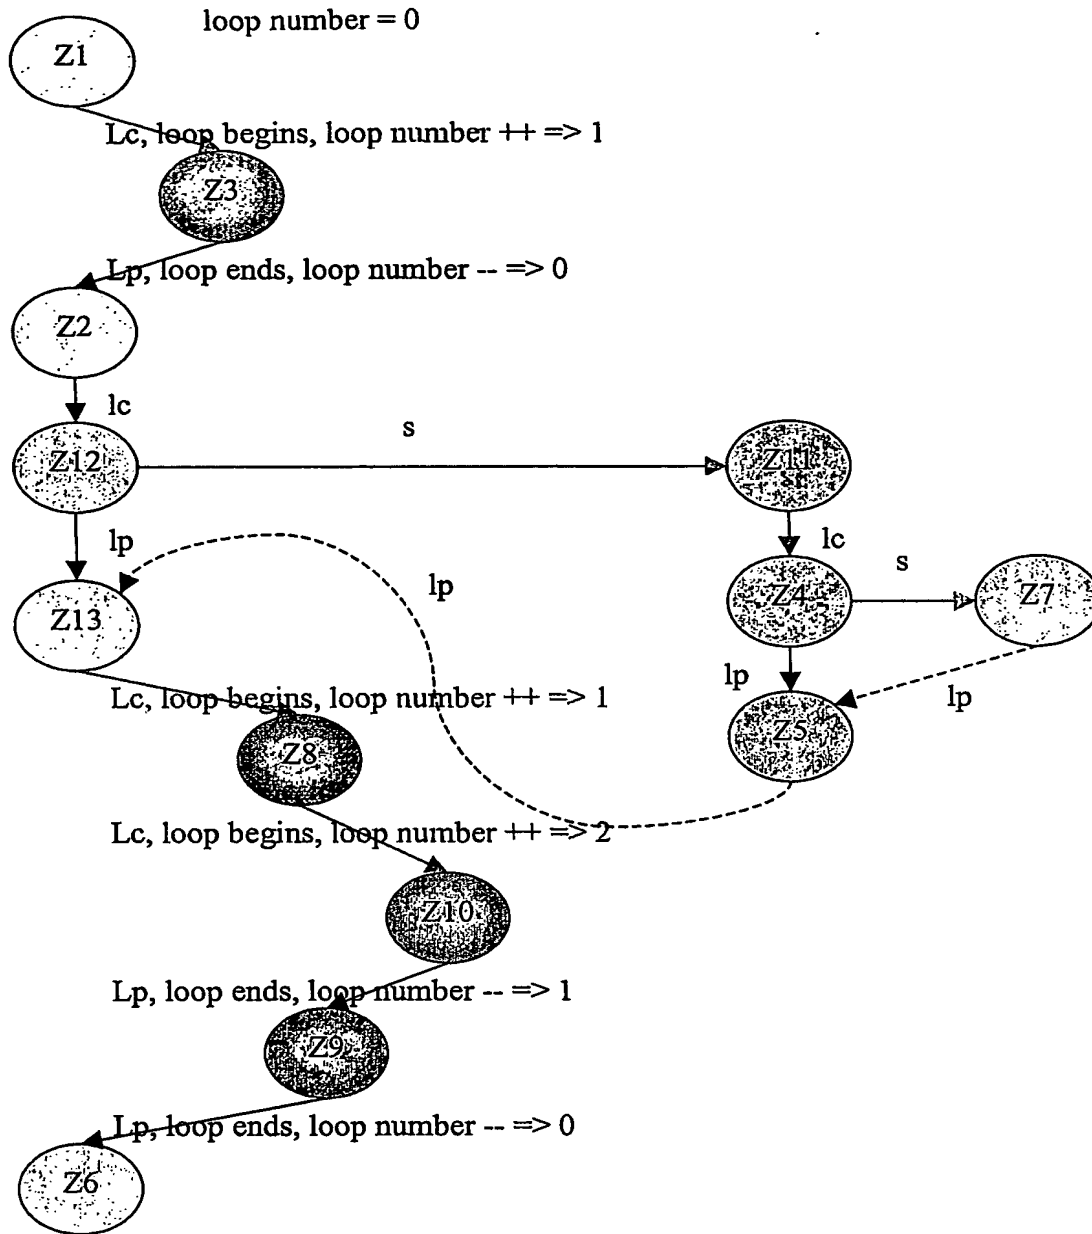 loop number = 0
Z1
Lc, loop begins, loop number ++ => 1
Z3
Lp, loop ends, loop number -- => 0
Z2
lc
s
Z12
Z11
lp
lc
lp
s
Z13
Z4
Z7
Lc, loop begins, loop number ++ => 1
lp
lp
Z8
Z5
Lc, loop begins, loop number ++ => 2
Z10
Lp, loop ends, loop number -- => 1
Z9
Lp, loop ends, loop number -- => 0
Z6